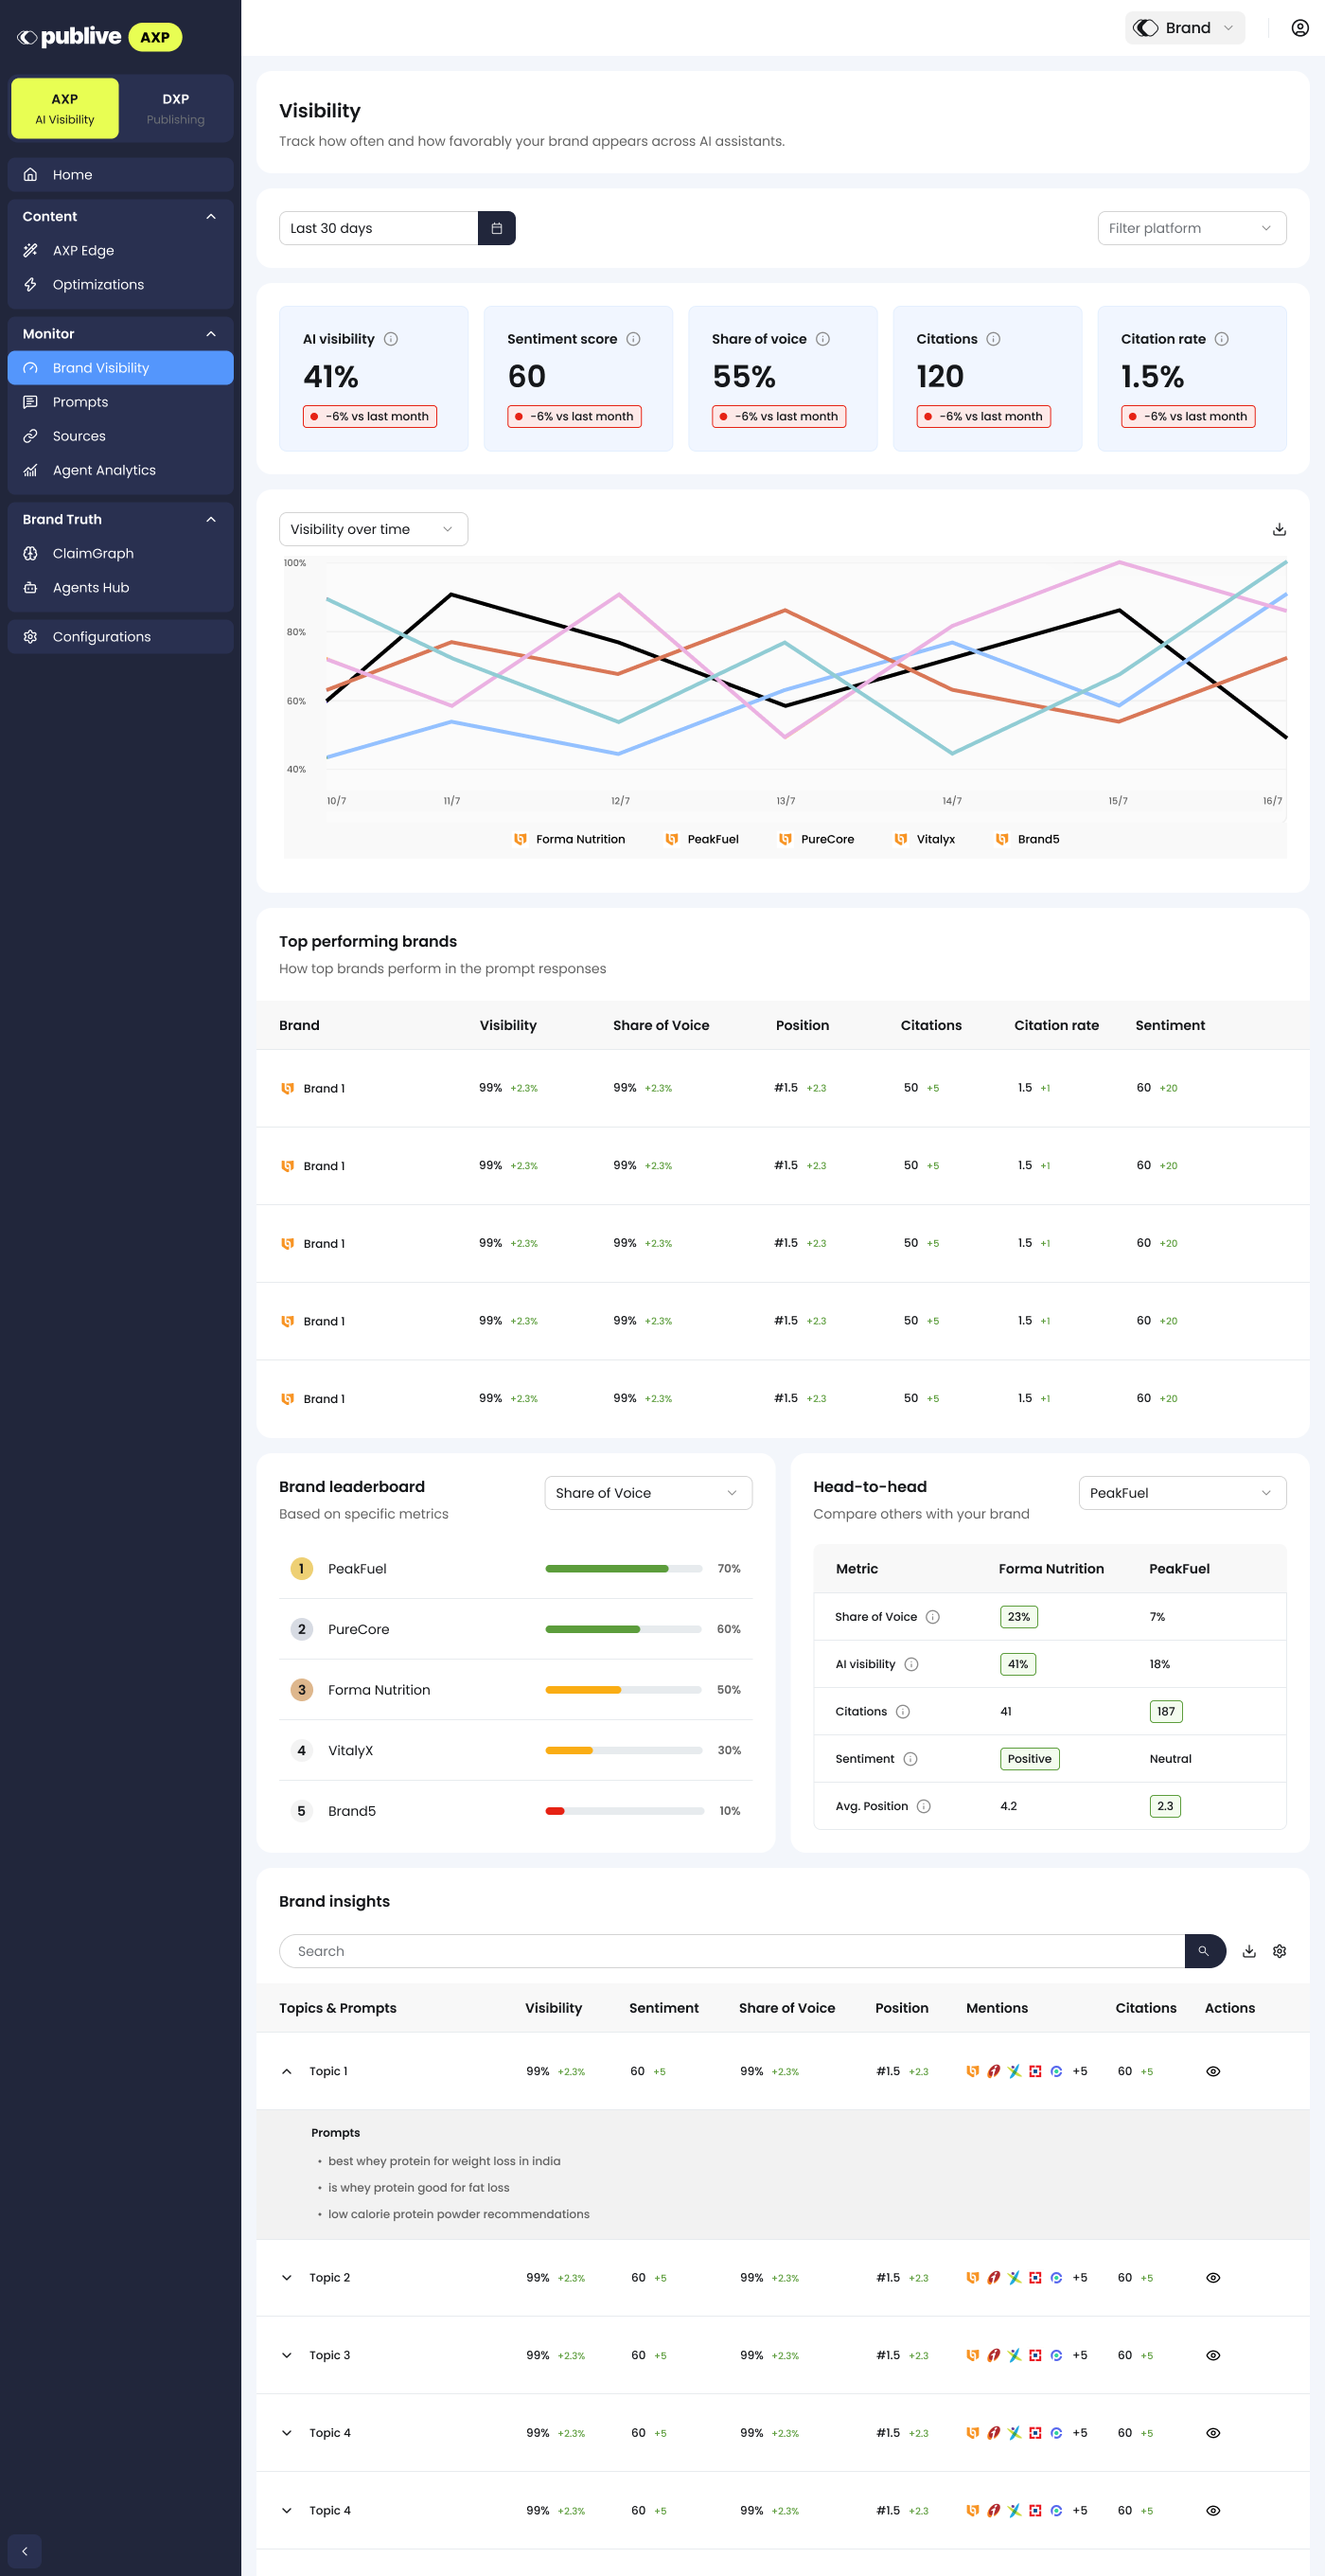 publive AXP
Brand
AXP
AI Visibility
DXP
Publishing
Home
Content
AXP Edge
Optimizations
Monitor
Brand Visibility
Prompts
Sources
Agent Analytics
Brand Truth
ClaimGraph
Agents Hub
Configurations
Visibility
Track how often and how favorably your brand appears across AI assistants.
Last 30 days
Filter platform
AI visibility
41%
-6% vs last month
Sentiment score
60
-6% vs last month
Share of voice
55%
-6% vs last month
Citations
120
-6% vs last month
Citation rate
1.5%
-6% vs last month
Visibility over time
100%
80%
60%
40%
10/7 11/7 12/7 13/7 14/7 15/7 16/7
Forma Nutrition PeakFuel PureCore Vitalyx Brand5
Top performing brands
How top brands perform in the prompt responses
Brand Visibility Share of Voice Position Citations Citation rate Sentiment
Brand 1 99% +2.3% 99% +2.3% #1.5 +2.3 50 +5 1.5 +1 60 +20
Brand 1 99% +2.3% 99% +2.3% #1.5 +2.3 50 +5 1.5 +1 60 +20
Brand 1 99% +2.3% 99% +2.3% #1.5 +2.3 50 +5 1.5 +1 60 +20
Brand 1 99% +2.3% 99% +2.3% #1.5 +2.3 50 +5 1.5 +1 60 +20
Brand 1 99% +2.3% 99% +2.3% #1.5 +2.3 50 +5 1.5 +1 60 +20
Brand leaderboard
Based on specific metrics
Share of Voice
1 PeakFuel 70%
2 PureCore 60%
3 Forma Nutrition 50%
4 VitalyX 30%
5 Brand5 10%
Head-to-head
Compare others with your brand
PeakFuel
Metric Forma Nutrition PeakFuel
Share of Voice 23% 7%
AI visibility 41% 18%
Citations 41 187
Sentiment Positive Neutral
Avg. Position 4.2 2.3
Brand insights
Search
Topics & Prompts Visibility Sentiment Share of Voice Position Mentions Citations Actions
Topic 1 99% +2.3% 60 +5 99% +2.3% #1.5 +2.3 +5 60 +5
Prompts
• best whey protein for weight loss in india
• is whey protein good for fat loss
• low calorie protein powder recommendations
Topic 2 99% +2.3% 60 +5 99% +2.3% #1.5 +2.3 +5 60 +5
Topic 3 99% +2.3% 60 +5 99% +2.3% #1.5 +2.3 +5 60 +5
Topic 4 99% +2.3% 60 +5 99% +2.3% #1.5 +2.3 +5 60 +5
Topic 4 99% +2.3% 60 +5 99% +2.3% #1.5 +2.3 +5 60 +5